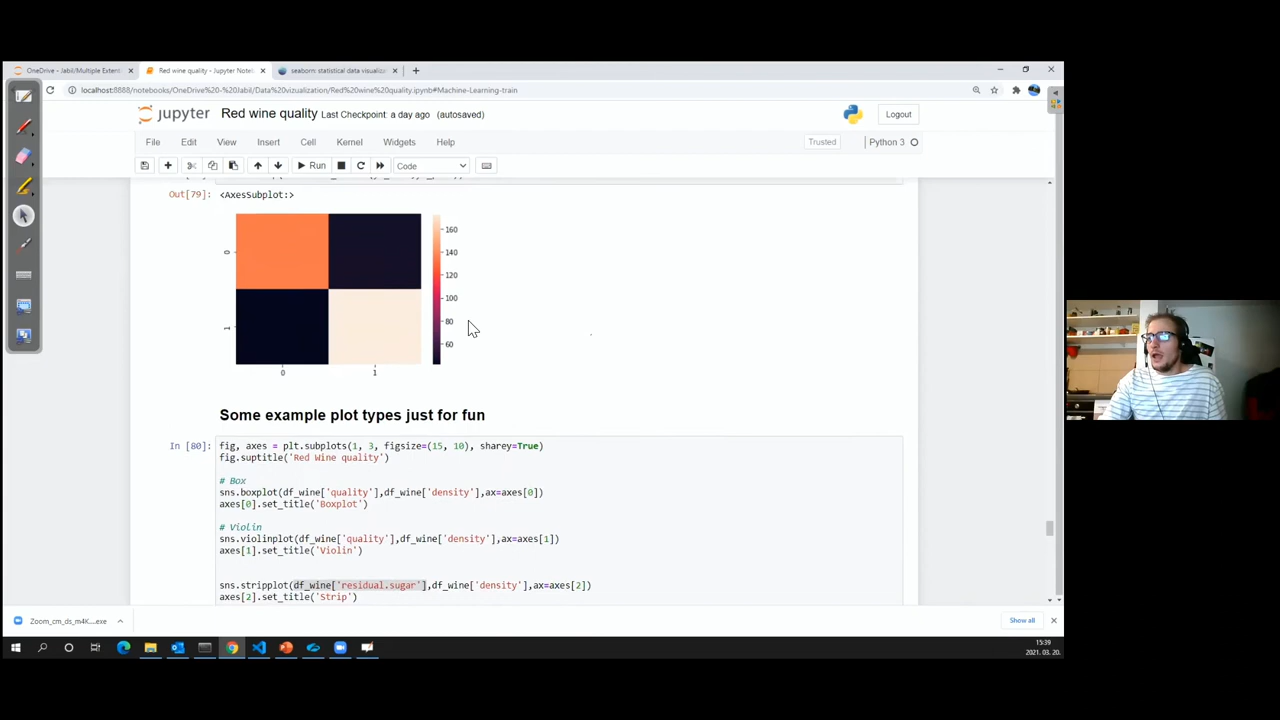 OneDrive - Jabil/Multiple Extent
Red wine quality - Jupyter Noteb
seaborn: statistical data visualiza
localhost:8888/notebooks/OneDrive%20-%20Jabil/Data%20vizualization/Red%20wine%20quality.ipynb#Machine-Learning-train
jupyter Red wine quality Last Checkpoint: a day ago (autosaved) Logout
File Edit View Insert Cell Kernel Widgets Help Trusted Python 3
Run Code
Out[79]: <AxesSubplot:>
160
140
120
100
80
60
0
1
0 1
Some example plot types just for fun
In [80]: fig, axes = plt.subplots(1, 3, figsize=(15, 10), sharey=True)
fig.suptitle('Red Wine quality')
# Box
sns.boxplot(df_wine['quality'],df_wine['density'],ax=axes[0])
axes[0].set_title('Boxplot')
# Violin
sns.violinplot(df_wine['quality'],df_wine['density'],ax=axes[1])
axes[1].set_title('Violin')
sns.stripplot(df_wine['residual.sugar'],df_wine['density'],ax=axes[2])
axes[2].set_title('Strip')
Zoom_cm_ds_m4K....exe Show all
15:39
2021. 03. 20.